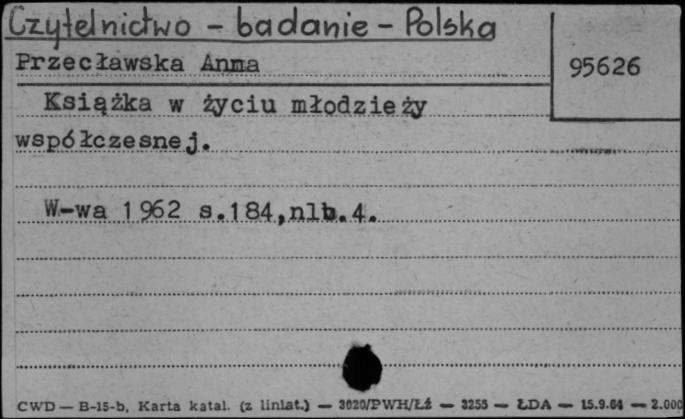 Czytelnictwo - badanie - Polska
Przecławska Anna
95626
Książka w życiu młodzieży
współczesnej.
W-wa 1962 s.184,nlb.4.
CWD — B-15-b, Karta katal. (z liniat.) — 3020/PWH/Łź — 3255 — ŁDA — 15.9.64 — 2.000